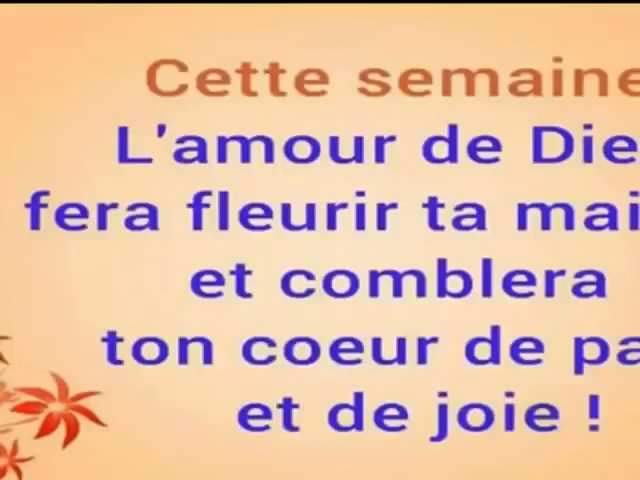 Cette semaine
L'amour de Die
fera fleurir ta mai
et comblera
ton coeur de pa
et de joie !